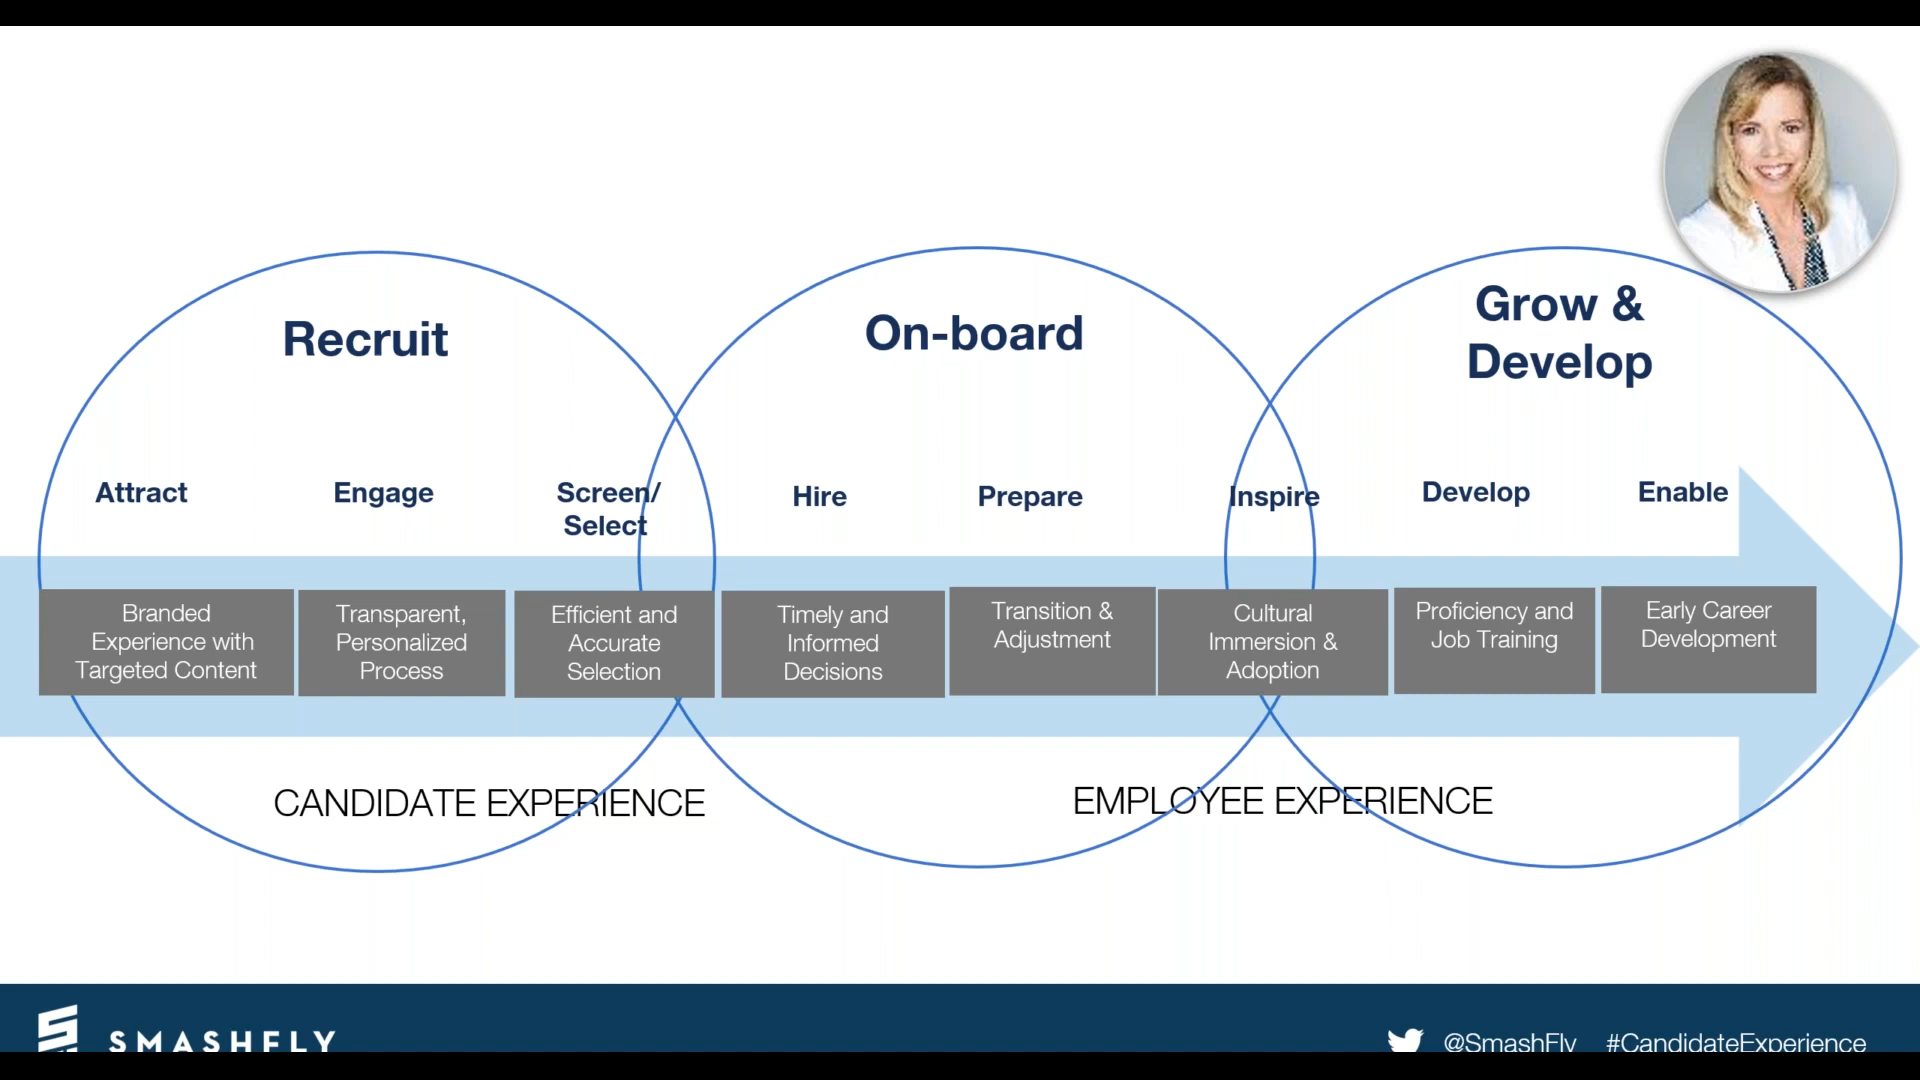 Recruit
On-board
Grow &
Develop
Attract
Engage
Screen/
Select
Hire
Prepare
Inspire
Develop
Enable
Branded
Experience with
Targeted Content
Transparent,
Personalized
Process
Efficient and
Accurate
Selection
Timely and
Informed
Decisions
Transition &
Adjustment
Cultural
Immersion &
Adoption
Proficiency and
Job Training
Early Career
Development
CANDIDATE EXPERIENCE
EMPLOYEE EXPERIENCE
SMASHFLY
@SmashFly #CandidateExperience